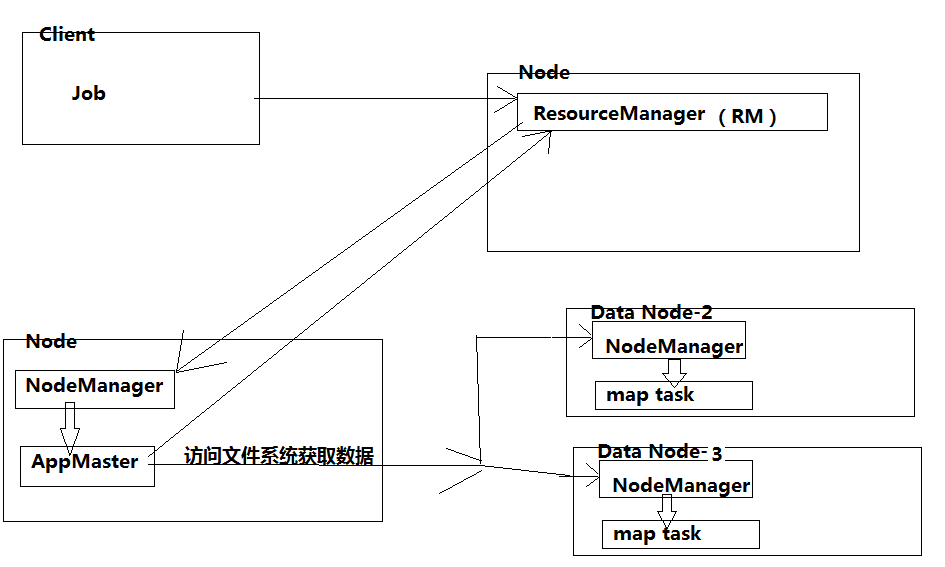 Client
Job
Node
ResourceManager （RM）
Node
NodeManager
AppMaster
访问文件系统获取数据
Data Node-2
NodeManager
map task
Data Node- 3
NodeManager
map task